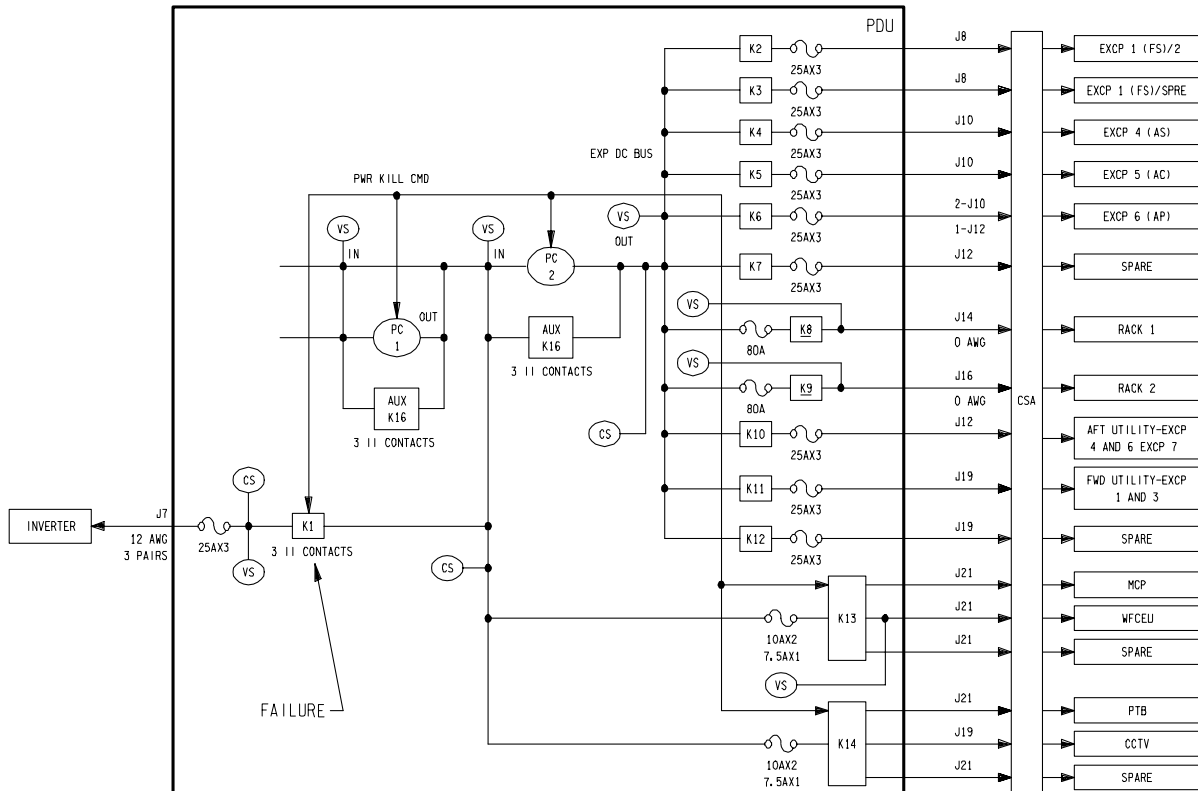 PDU
K2
25AX3
J8
EXCP 1 (FS)/2
K3
25AX3
J8
EXCP 1 (FS)/SPRE
K4
25AX3
J10
EXCP 4 (AS)
EXP DC BUS
K5
25AX3
J10
EXCP 5 (AC)
PWR KILL CMD
K6
25AX3
2-J10
1-J12
EXCP 6 (AP)
VS
IN
VS
IN
VS
OUT
PC
2
K7
25AX3
J12
SPARE
PC
1
OUT
AUX
K16
3 II CONTACTS
AUX
K16
3 II CONTACTS
VS
80A
K8
J14
0 AWG
RACK 1
VS
80A
K9
J16
0 AWG
RACK 2
CSA
CS
K10
25AX3
J12
AFT UTILITY-EXCP
4 AND 6 EXCP 7
K11
25AX3
J19
FWD UTILITY-EXCP
1 AND 3
K12
25AX3
J19
SPARE
INVERTER
J7
12 AWG
3 PAIRS
25AX3
CS
VS
K1
3 II CONTACTS
CS
FAILURE
10AX2
7.5AX1
K13
VS
J21
MCP
J21
WFCEU
J21
SPARE
10AX2
7.5AX1
K14
J21
PTB
J19
CCTV
J21
SPARE